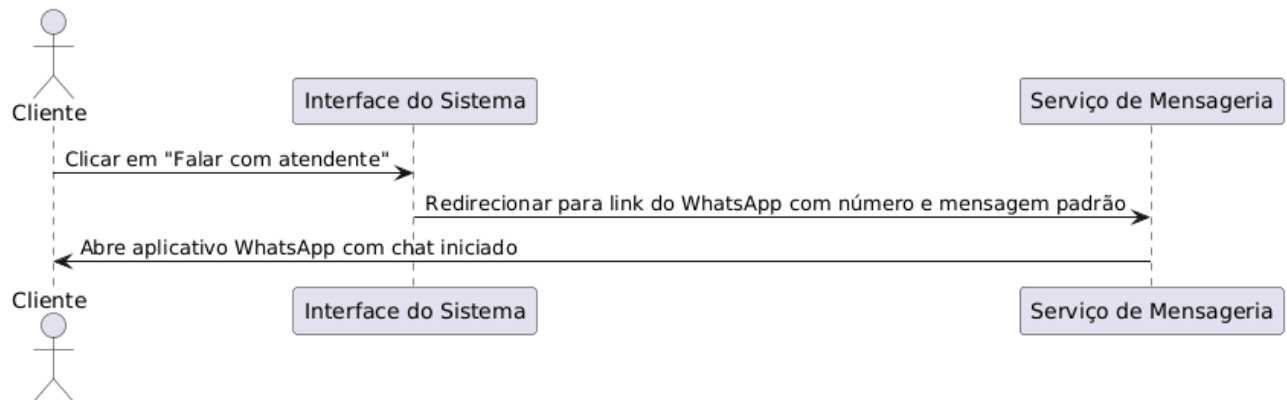 Cliente
Interface do Sistema
Serviço de Mensageria
Clicar em "Falar com atendente"
Redirecionar para link do WhatsApp com número e mensagem padrão
Abre aplicativo WhatsApp com chat iniciado
Cliente
Interface do Sistema
Serviço de Mensageria